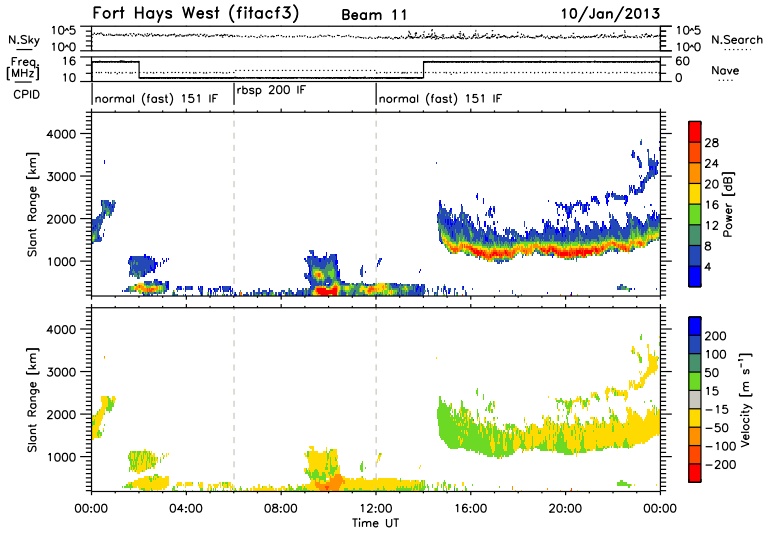 Fort Hays West (fitacf3) Beam 11 10/Jan/2013
N.Sky 10^5 10^0 10^5 10^0 N.Search
Freq. [MHz] 16 10 60 0 Nave
CPID normal (fast) 151 IF rbsp 200 IF normal (fast) 151 IF
Slant Range [km]
4000
3000
2000
1000
28
24
20
16
12
8
4
Power [dB]
Slant Range [km]
4000
3000
2000
1000
200
100
50
15
-15
-50
-100
-200
Velocity [m s⁻¹]
00:00 04:00 08:00 12:00 16:00 20:00 00:00
Time UT